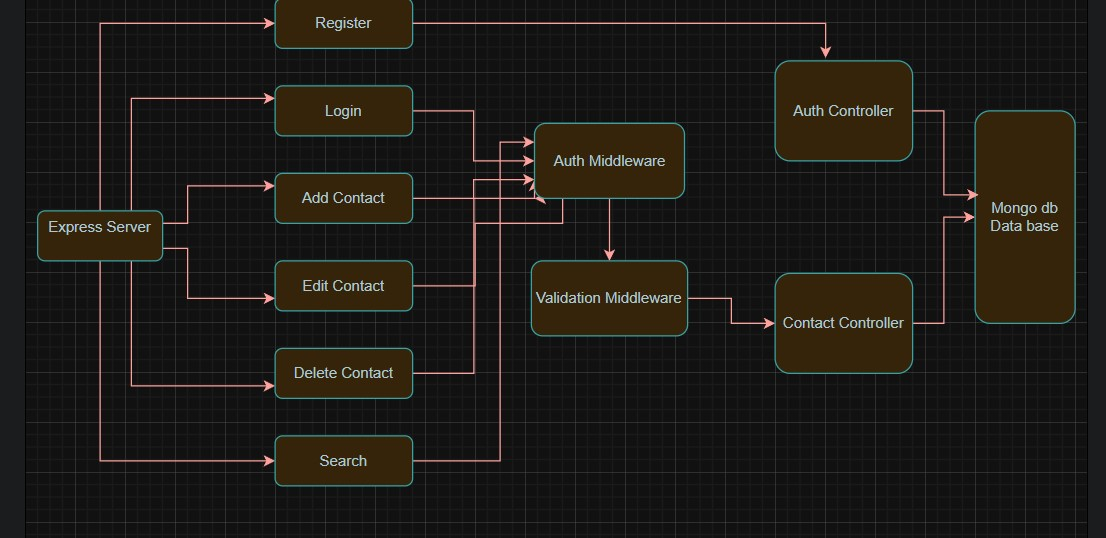 Register
Login
Add Contact
Express Server
Edit Contact
Delete Contact
Search
Auth Middleware
Validation Middleware
Auth Controller
Contact Controller
Mongo db
Data base